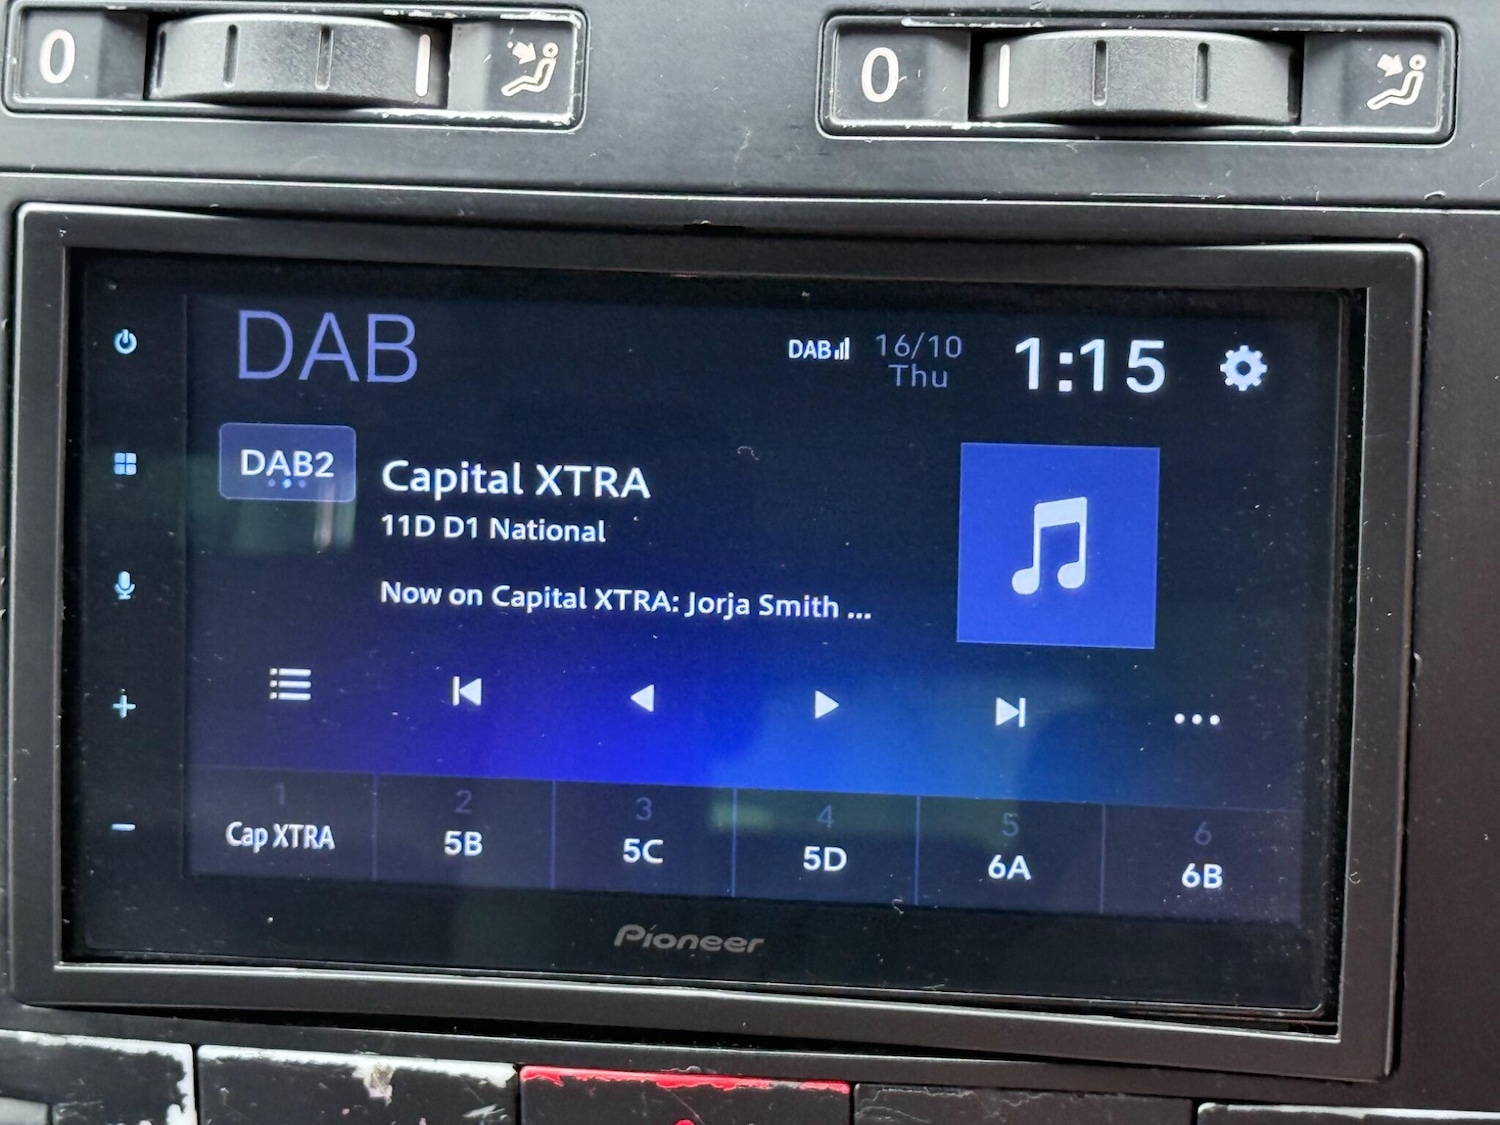 0
0
DAB
DAB
16/10
Thu
1:15
DAB2
Capital XTRA
11D D1 National
Now on Capital XTRA: Jorja Smith ...
1
2
3
4
5
6
Cap XTRA
5B
5C
5D
6A
6B
Pioneer